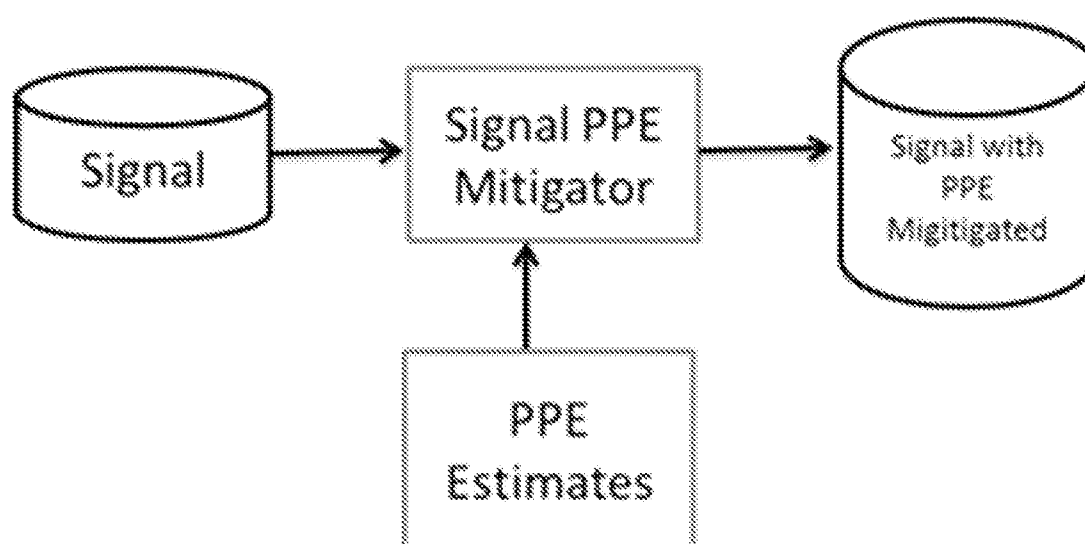 Signal
Signal PPE
Mitigator
Signal with
PPE
Migitigated
PPE
Estimates